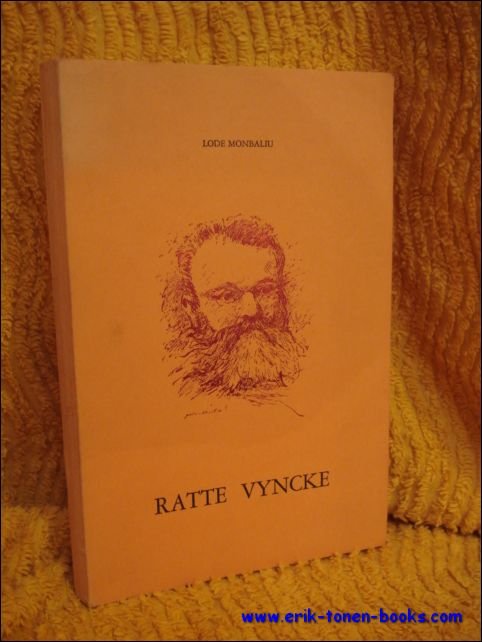 LODE MONBALIU
RATTE VYNCKE
www.erik-tonen-books.com